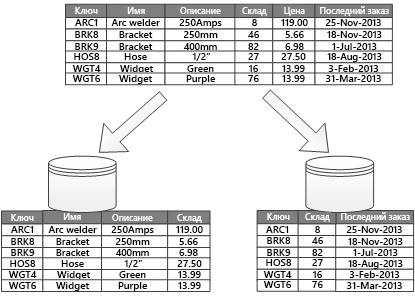 Ключ Имя Описание Склад Цена Последний заказ
ARC1 Arc welder 250Amps 8 119.00 25-Nov-2013
BRK8 Bracket 250mm 46 5.66 18-Nov-2013
BRK9 Bracket 400mm 82 6.98 1-Jul-2013
HOS8 Hose 1/2" 27 27.50 18-Aug-2013
WGT4 Widget Green 16 13.99 3-Feb-2013
WGT6 Widget Purple 76 13.99 31-Mar-2013
Ключ Имя Описание Склад
ARC1 Arc welder 250Amps 119.00
BRK8 Bracket 250mm 5.66
BRK9 Bracket 400mm 6.98
HOS8 Hose 1/2" 27.50
WGT4 Widget Green 13.99
WGT6 Widget Purple 13.99
Ключ Склад Последний заказ
ARC1 8 25-Nov-2013
BRK8 46 18-Nov-2013
BRK9 82 1-Jul-2013
HOS8 27 18-Aug-2013
WGT4 16 3-Feb-2013
WGT6 76 31-Mar-2013